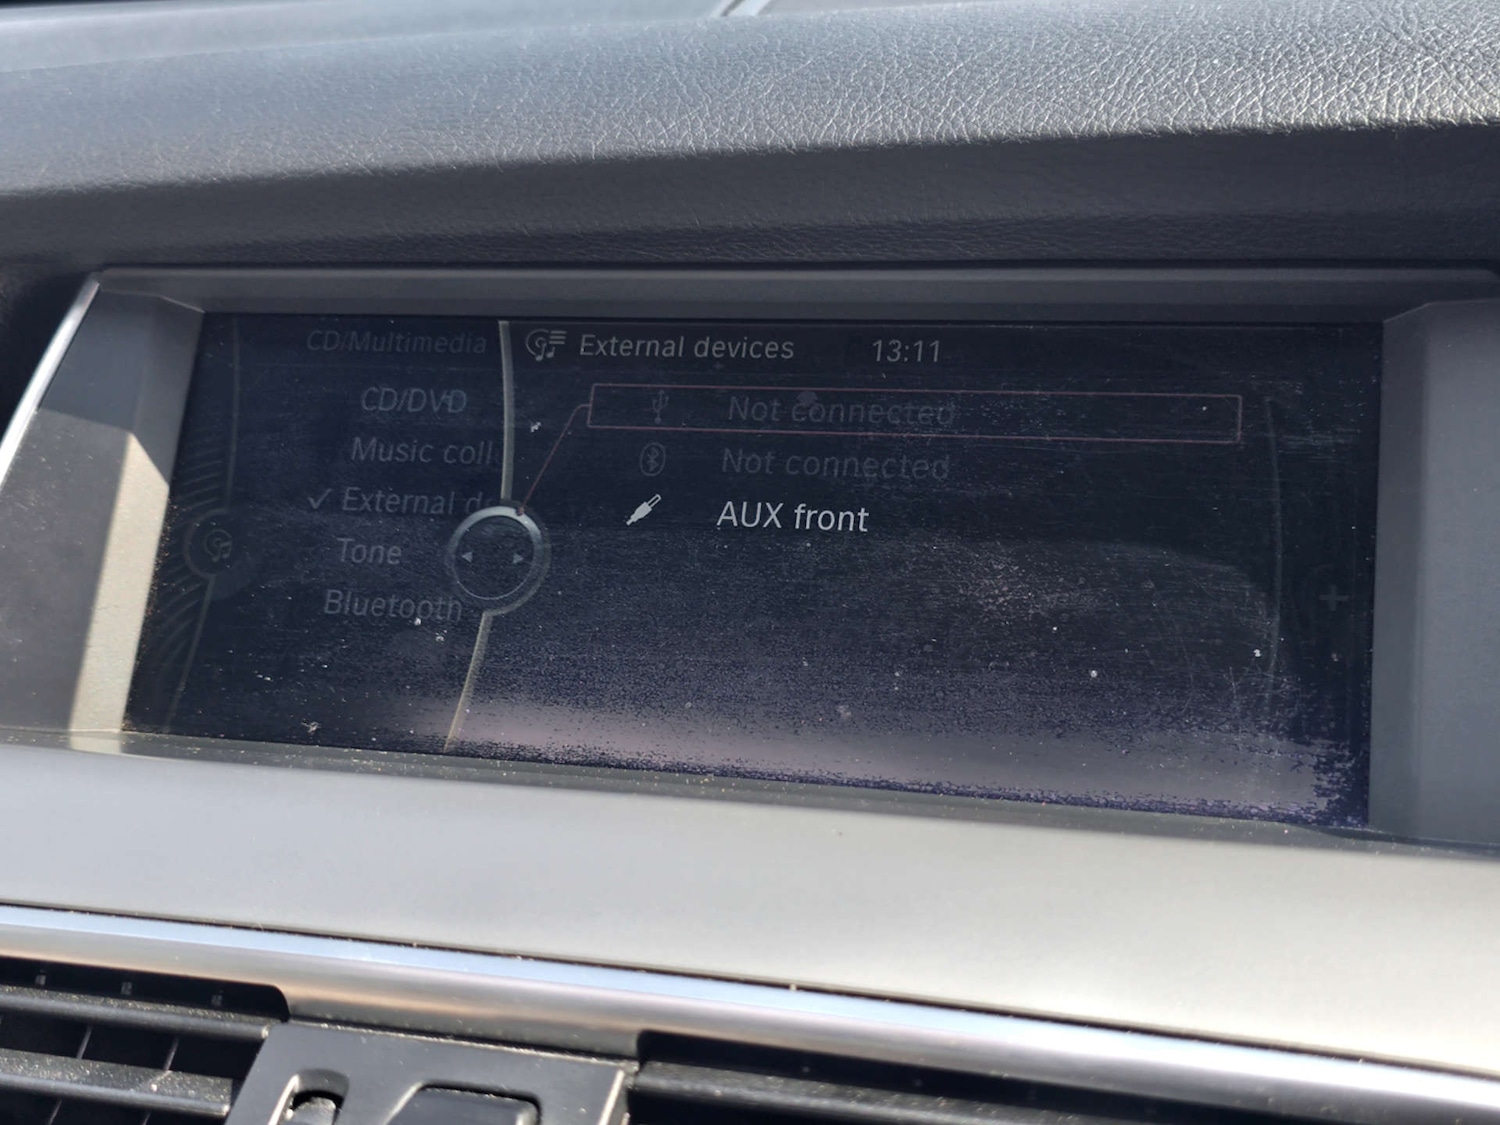 CD/Multimedia
External devices
13:11
CD/DVD
Music coll
External d
Tone
Bluetooth
Not connected
Not connected
AUX front